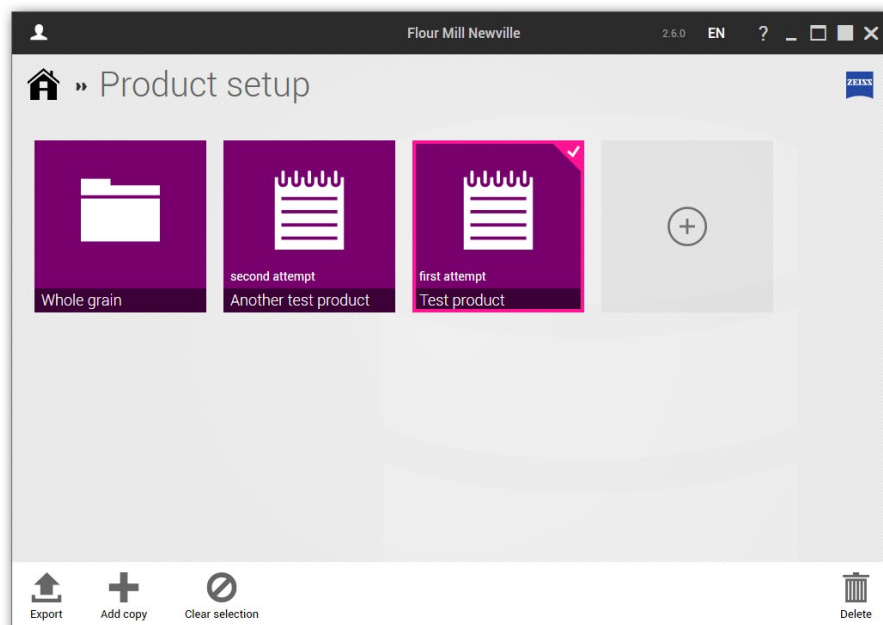 Flour Mill Newville
2.6.0 EN ?
» Product setup
ZEISS
Whole grain
second attempt
Another test product
first attempt
Test product
Export
Add copy
Clear selection
Delete